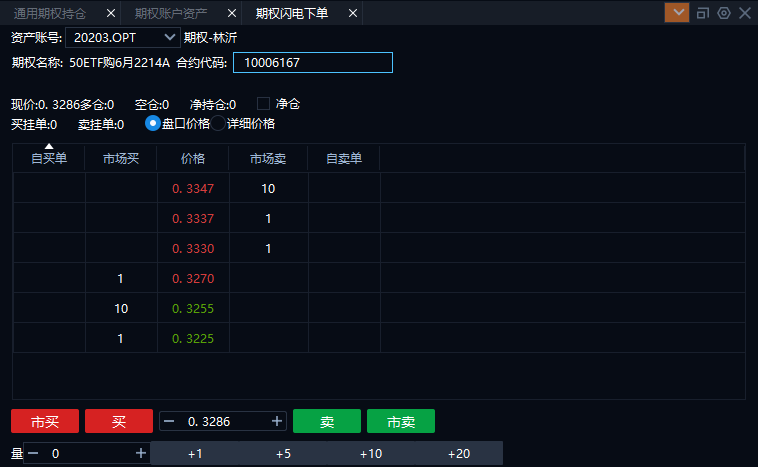 通用期权持仓 期权账户资产 期权闪电下单
资产账号: 20203.OPT 期权-林沂
期权名称: 50ETF购6月2214A 合约代码: 10006167
现价:0.3286多仓:0 空仓:0 净持仓:0 净仓
买挂单:0 卖挂单:0 盘口价格 详细价格
自买单 市场买 价格 市场卖 自卖单
0.3347 10
0.3337 1
0.3330 1
1 0.3270
10 0.3255
1 0.3225
市买 买 － 0.3286 + 卖 市卖
量 － 0 + +1 +5 +10 +20